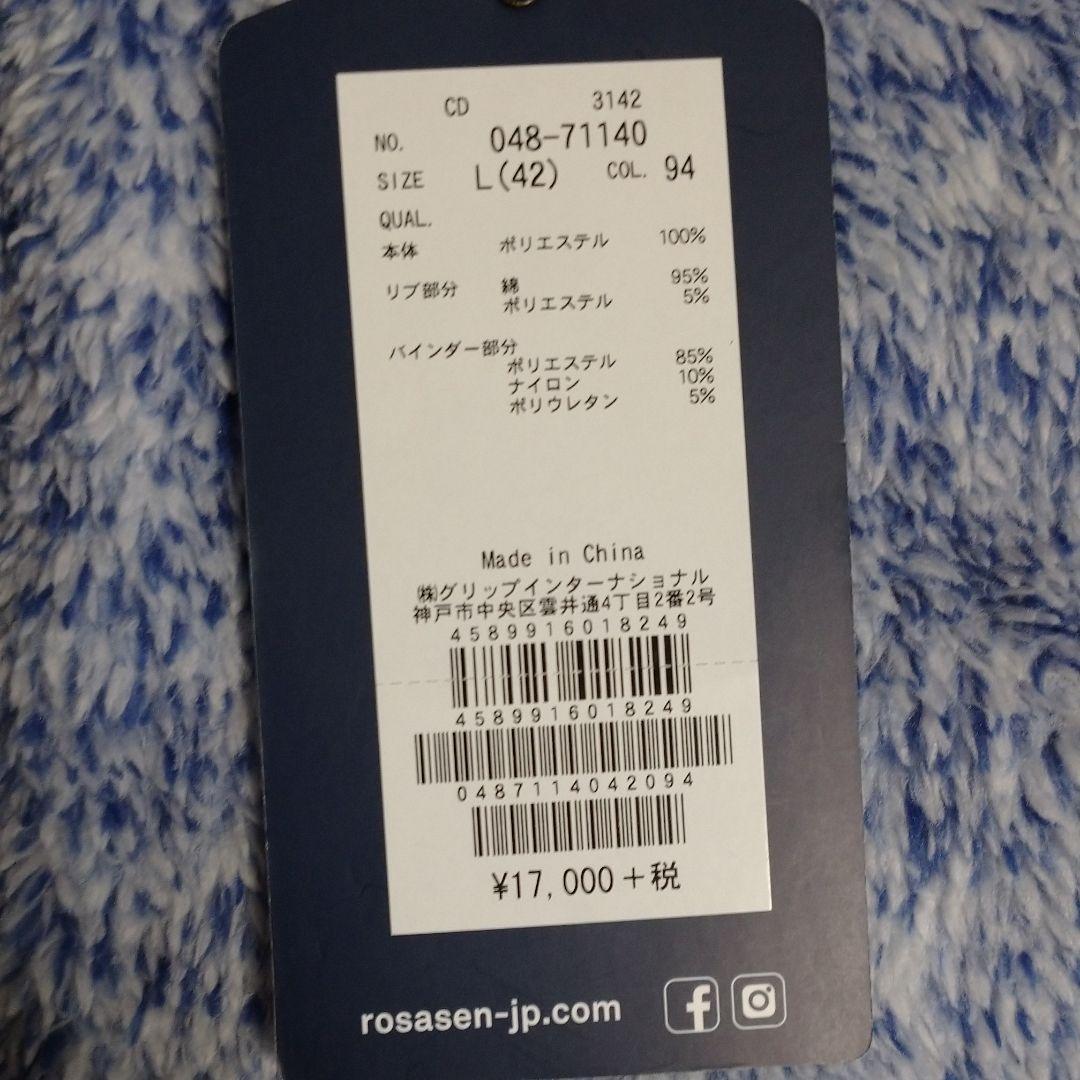 CD 3142
NO. 048-71140
SIZE L(42) COL. 94
QUAL.
本体 ポリエステル 100%
リブ部分 綿 95%
ポリエステル 5%
バインダー部分
ポリエステル 85%
ナイロン 10%
ポリウレタン 5%
Made in China
㈱グリップインターナショナル
神戸市中央区雲井通4丁目2番2号
4589916018249
4589916018249
0487114042094
¥17,000+税
rosasen-jp.com